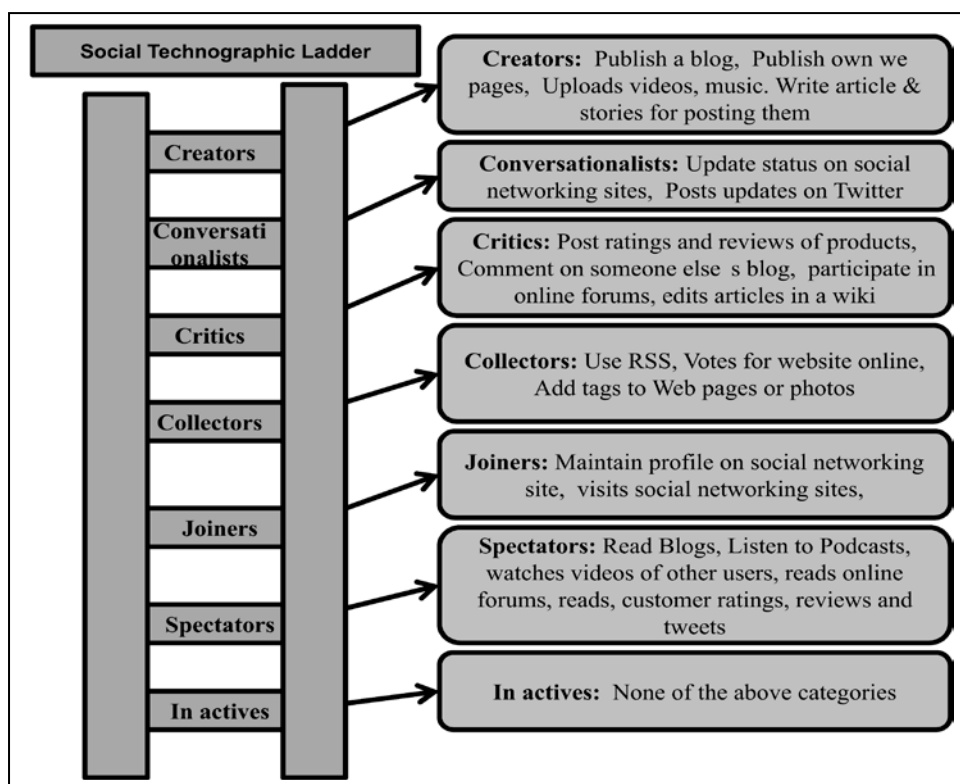 Social Technographic Ladder
Creators
Conversati
onalists
Critics
Collectors
Joiners
Spectators
In actives
Creators: Publish a blog, Publish own we
pages, Uploads videos, music. Write article &
stories for posting them
Conversationalists: Update status on social
networking sites, Posts updates on Twitter
Critics: Post ratings and reviews of products,
Comment on someone else s blog, participate in
online forums, edits articles in a wiki
Collectors: Use RSS, Votes for website online,
Add tags to Web pages or photos
Joiners: Maintain profile on social networking
site, visits social networking sites,
Spectators: Read Blogs, Listen to Podcasts,
watches videos of other users, reads online
forums, reads, customer ratings, reviews and
tweets
In actives: None of the above categories